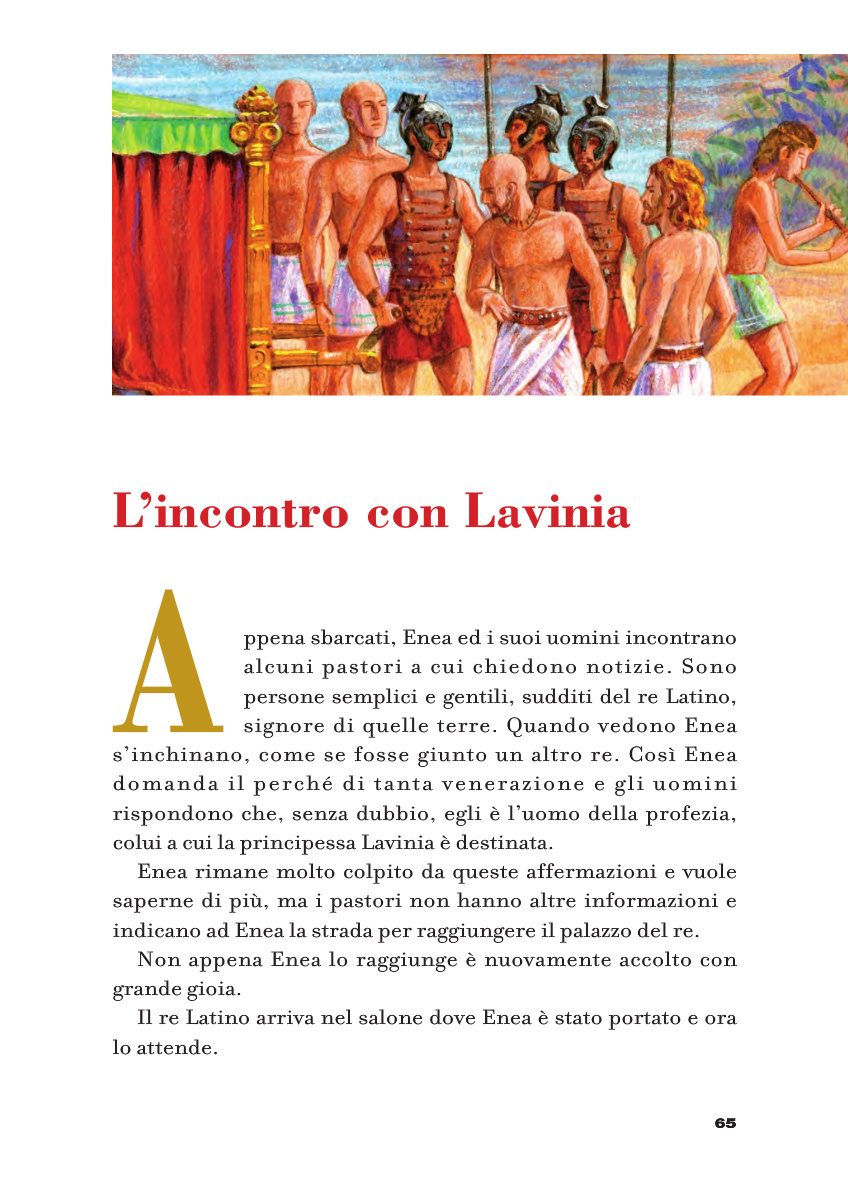 L’incontro con Lavinia
Appena sbarcati, Enea ed i suoi uomini incontrano
alcuni pastori a cui chiedono notizie. Sono
persone semplici e gentili, sudditi del re Latino,
signore di quelle terre. Quando vedono Enea
s’inchinano, come se fosse giunto un altro re. Così Enea
domanda il perché di tanta venerazione e gli uomini
rispondono che, senza dubbio, egli è l’uomo della profezia,
colui a cui la principessa Lavinia è destinata.
Enea rimane molto colpito da queste affermazioni e vuole
saperne di più, ma i pastori non hanno altre informazioni e
indicano ad Enea la strada per raggiungere il palazzo del re.
Non appena Enea lo raggiunge è nuovamente accolto con
grande gioia.
Il re Latino arriva nel salone dove Enea è stato portato e ora
lo attende.
65